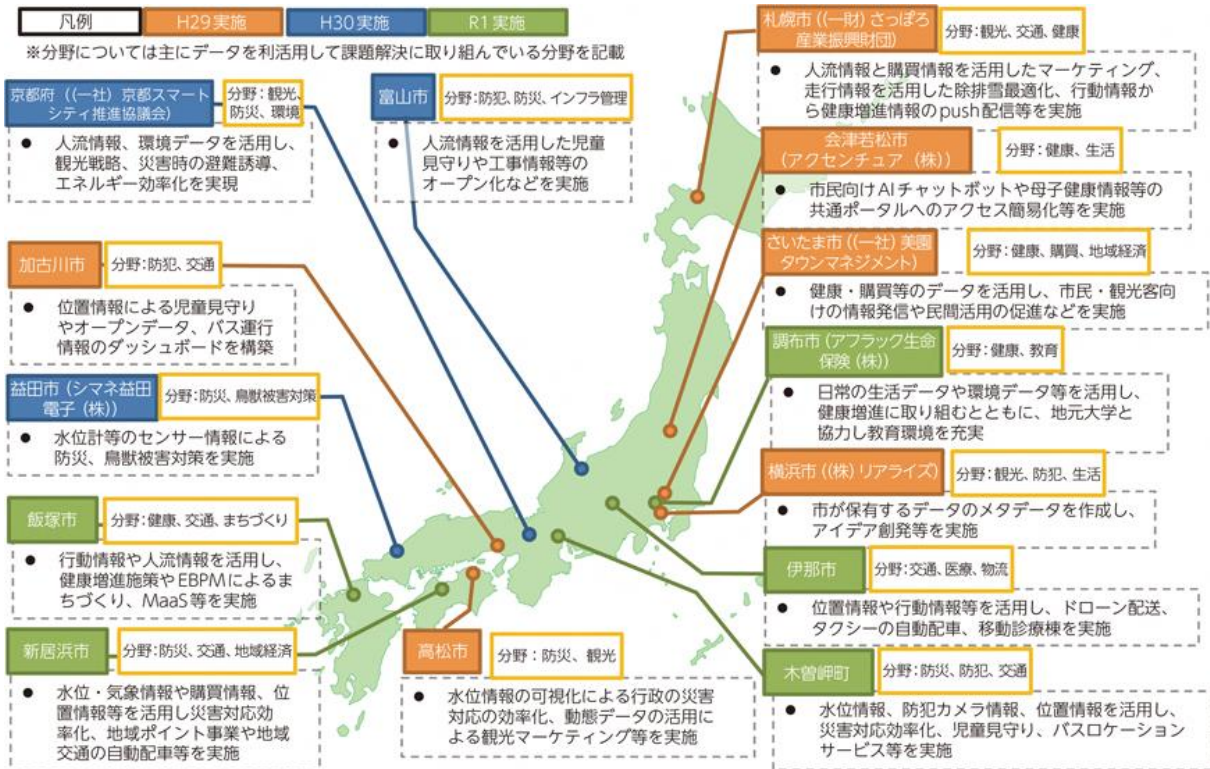 凡例
H29実施
H30実施
R1実施
※分野については主にデータを利活用して課題解決に取り組んでいる分野を記載
京都府（(一社) 京都スマート
シティ推進協議会）
分野：観光、
防災、環境
● 人流情報、環境データを活用し、
観光戦略、災害時の避難誘導、
エネルギー効率化を実現
富山市
分野：防犯、防災、インフラ管理
● 人流情報を活用した児童
見守りや工事情報等の
オープン化などを実施
加古川市
分野：防犯、交通
● 位置情報による児童見守り
やオープンデータ、バス運行
情報のダッシュボードを構築
益田市（シマネ益田
電子（株））
分野：防災、鳥獣被害対策
● 水位計等のセンサー情報による
防災、鳥獣被害対策を実施
飯塚市
分野：健康、交通、まちづくり
● 行動情報や人流情報を活用し、
健康増進施策やEBPMによるま
ちづくり、MaaS等を実施
新居浜市
分野：防災、交通、地域経済
● 水位・気象情報や購買情報、位
置情報等を活用し災害対応効
率化、地域ポイント事業や地域
交通の自動配車等を実施
高松市
分野：防災、観光
● 水位情報の可視化による行政の災害
対応の効率化、動態データの活用に
よる観光マーケティング等を実施
札幌市（(一財) さっぽろ
産業振興財団）
分野：観光、交通、健康
● 人流情報と購買情報を活用したマーケティング、
走行情報を活用した除排雪最適化、行動情報か
ら健康増進情報のpush配信等を実施
会津若松市
（アクセンチュア（株））
分野：健康、生活
● 市民向けAIチャットボットや母子健康情報等の
共通ポータルへのアクセス簡易化等を実施
さいたま市（(一社) 美園
タウンマネジメント）
分野：健康、購買、地域経済
● 健康・購買等のデータを活用し、市民・観光客向
けの情報発信や民間活用の促進などを実施
調布市（アフラック生命
保険（株））
分野：健康、教育
● 日常の生活データや環境データ等を活用し、
健康増進に取り組むとともに、地元大学と
協力し教育環境を充実
横浜市（(株) リアライズ）
分野：観光、防犯、生活
● 市が保有するデータのメタデータを作成し、
アイデア創発等を実施
伊那市
分野：交通、医療、物流
● 位置情報や行動情報等を活用し、ドローン配送、
タクシーの自動配車、移動診療棟を実施
木曽岬町
分野：防災、防犯、交通
● 水位情報、防犯カメラ情報、位置情報を活用し、
災害対応効率化、児童見守り、バスロケーション
サービス等を実施